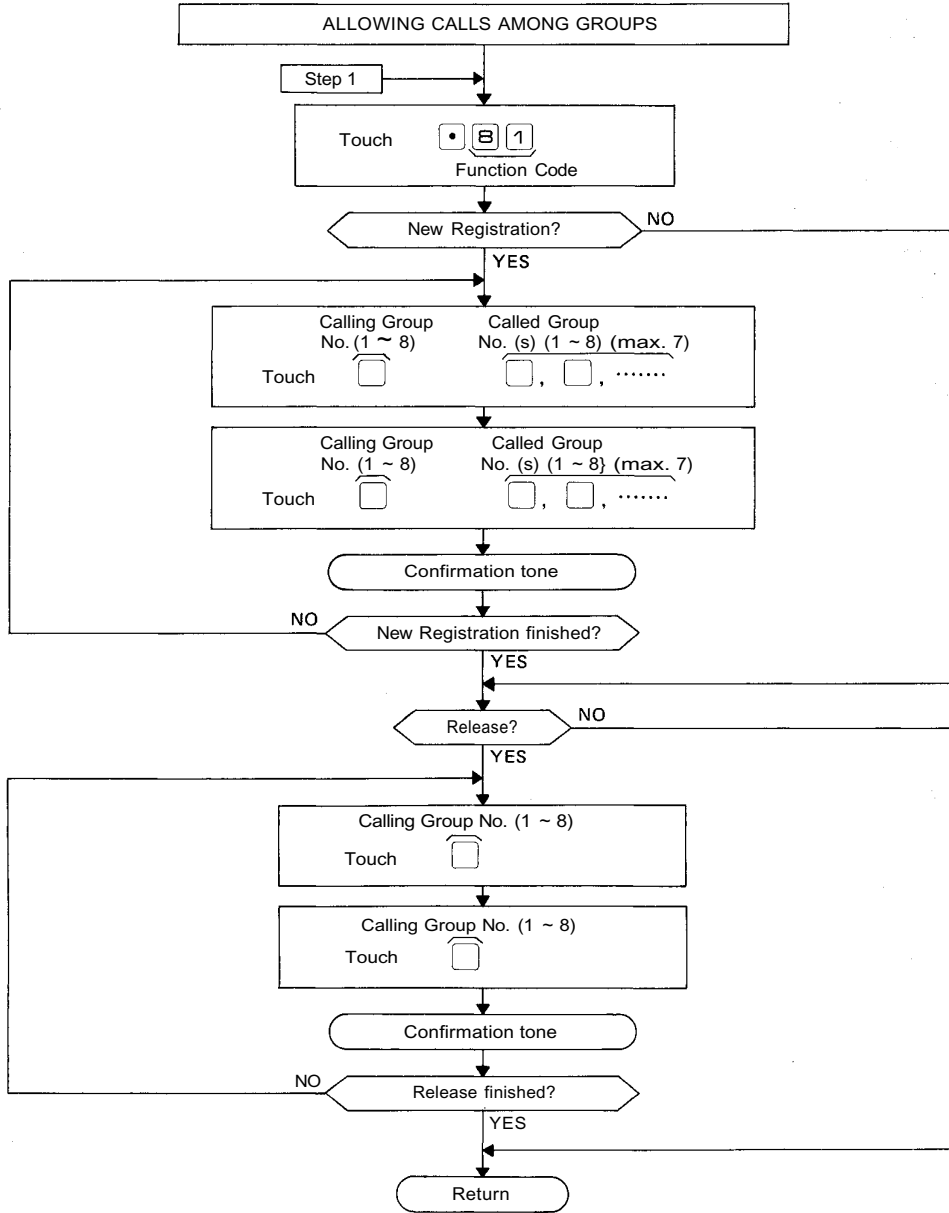 ALLOWING CALLS AMONG GROUPS
Step 1
Touch • 8 1
Function Code
New Registration?
NO
YES
Calling Group Called Group
No. (1 ~ 8) No. (s) (1 ~ 8) (max. 7)
Touch , , .......
Calling Group Called Group
No. (1 ~ 8) No. (s) (1 ~ 8} (max. 7)
Touch , , .......
Confirmation tone
NO
New Registration finished?
YES
Release?
NO
YES
Calling Group No. (1 ~ 8)
Touch
Calling Group No. (1 ~ 8)
Touch
Confirmation tone
NO
Release finished?
YES
Return